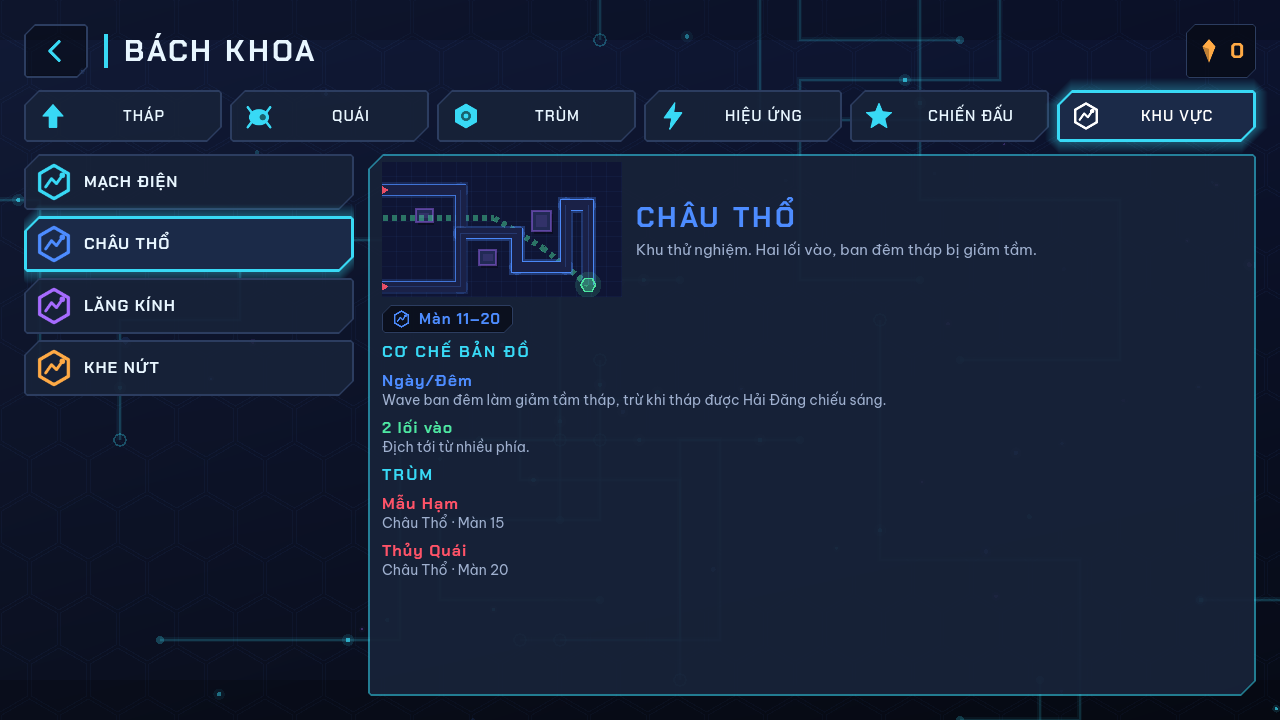 BÁCH KHOA
0
THÁP
QUÁI
TRÙM
HIỆU ỨNG
CHIẾN ĐẤU
KHU VỰC
MẠCH ĐIỆN
CHÂU THỔ
LĂNG KÍNH
KHE NỨT
CHÂU THỔ
Khu thử nghiệm. Hai lối vào, ban đêm tháp bị giảm tầm.
Màn 11–20
CƠ CHẾ BẢN ĐỒ
Ngày/Đêm
Wave ban đêm làm giảm tầm tháp, trừ khi tháp được Hải Đăng chiếu sáng.
2 lối vào
Địch tới từ nhiều phía.
TRÙM
Mẫu Hạm
Châu Thổ · Màn 15
Thủy Quái
Châu Thổ · Màn 20